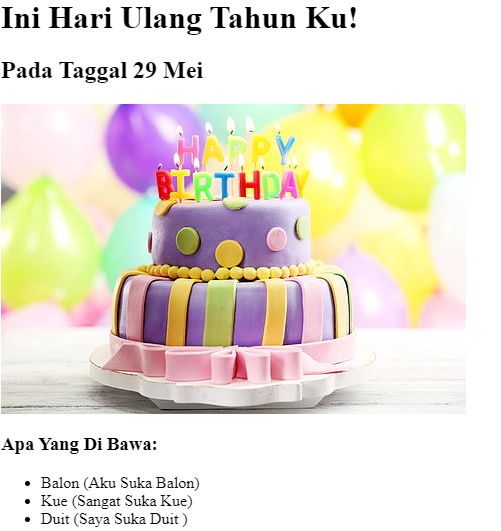 Ini Hari Ulang Tahun Ku!
Pada Taggal 29 Mei
HAPPY
BIRTHDAY
Apa Yang Di Bawa:
Balon (Aku Suka Balon)
Kue (Sangat Suka Kue)
Duit (Saya Suka Duit )